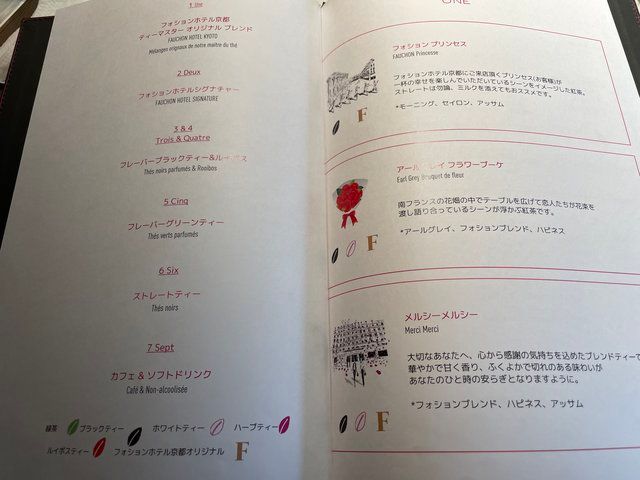 1 Un
フォションホテル京都
ティーマスター オリジナル ブレンド
FAUCHON HOTEL KYOTO
Mélanges orignaux de notre maître du thé
2 Deux
フォションホテルシグナチャー
FAUCHON HOTEL SIGNATURE
3 & 4
Trois & Quatre
フレーバーブラックティー&ルイボス
Thés noirs parfumés & Rooibos
5 Cinq
フレーバーグリーンティー
Thés verts parfumés
6 Six
ストレートティー
Thés noirs
7 Sept
カフェ & ソフトドリンク
Café & Non-alcoolisée
緑茶 ブラックティー ホワイトティー ハーブティー
ルイボスティー フォションホテル京都オリジナル F
ONE
フォション プリンセス
FAUCHON Princesse
フォションホテル京都にご来店頂くプリンセス(お客様)が
一杯の幸せを楽しんでいただいているシーンをイメージした紅茶。
ストレートは勿論、ミルクを添えてもおススメです。
*モーニング、セイロン、アッサム
F
アールグレイ フラワーブーケ
Earl Grey Bouquet de fleur
南フランスの花畑の中でテーブルを広げて恋人たちが花束を
渡し語り合っているシーンが浮かぶ紅茶です。
*アールグレイ、フォションブレンド、ハピネス
F
メルシーメルシー
Merci Merci
大切なあなたへ、心から感謝の気持ちを込めたブレンドティーで
華やかで甘く香り、ふくよかで切れのある味わいが
あなたのひと時の安らぎとなりますように。
*フォションブレンド、ハピネス、アッサム
F